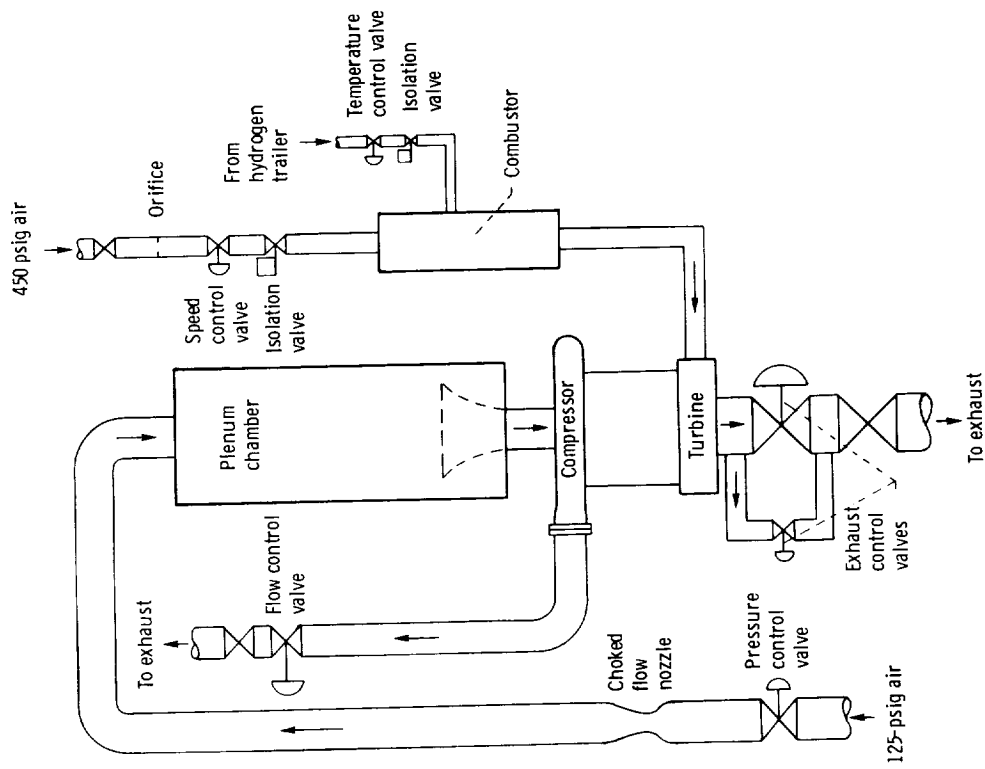 450 psig air
Orifice
From
hydrogen
trailer
Temperature
control valve
Isolation
valve
Speed
control
valve
Isolation
valve
Combustor
Plenum
chamber
Compressor
Turbine
To exhaust
Flow control
valve
Choked
flow
nozzle
Exhaust
control
valves
To exhaust
Pressure
control
valve
125-psig air